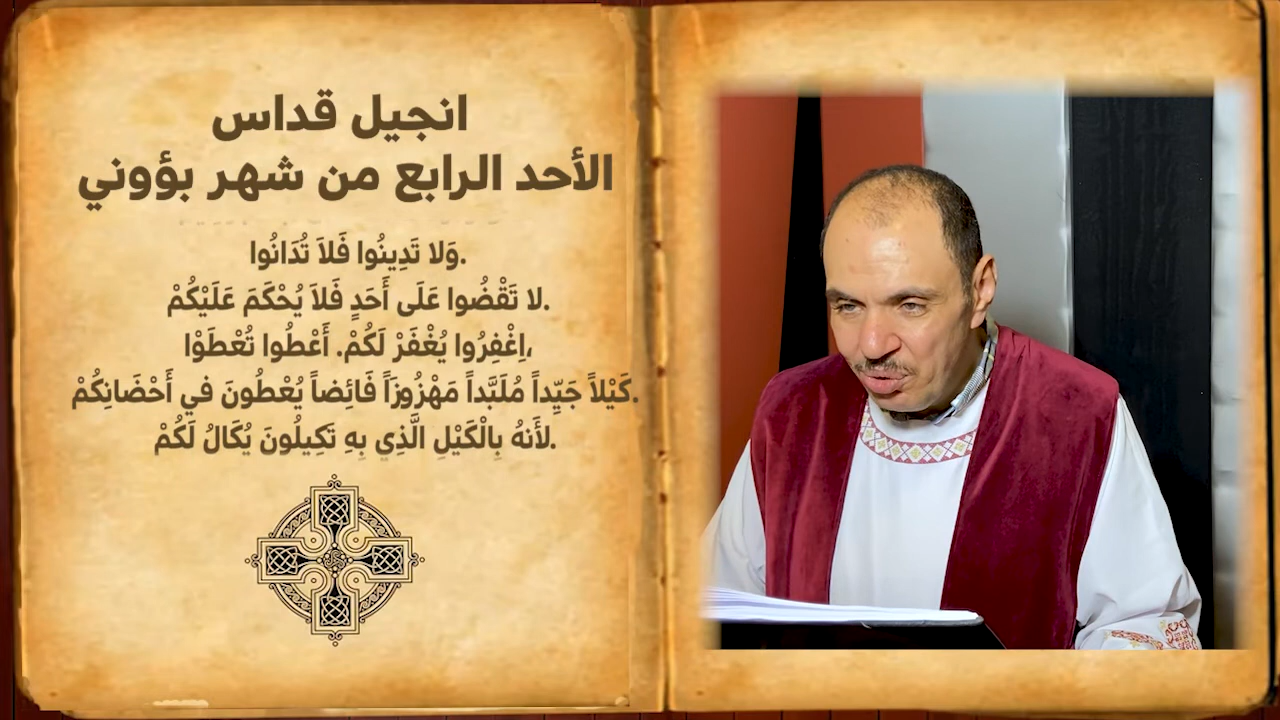 انجيل قداس
الأحد الرابع من شهر بؤوني
وَلا تَدِينُوا فَلاَ تُدَانُوا.
لا تَقْضُوا عَلَى أَحَدٍ فَلاَ يُحْكَمَ عَلَيْكُمْ.
اِغْفِرُوا يُغْفَرْ لَكُمْ. أَعْطُوا تُعْطَوْا،
كَيْلاً جَيِّداً مُلَبَّداً مَهْزُوزَاً فَائِضاً يُعْطُونَ في أَحْضَانِكُمْ.
لأَنهُ بِالْكَيْلِ الَّذِي بِهِ تَكِيلُونَ يُكَالُ لَكُمْ.